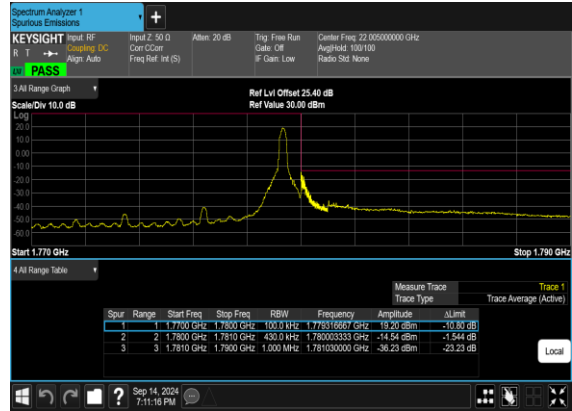 Spectrum Analyzer 1
Spurious Emissions
+
KEYSIGHT Input: RF Input Z: 50 Ω Atten: 20 dB Trig: Free Run Center Freq: 22.005000000 GHz
R T Coupling: DC Corr CCorr Gate: Off Avg|Hold: 100/100
Align: Auto Freq Ref: Int (S) IF Gain: Low Radio Std: None
PASS
3 All Range Graph
Ref Lvl Offset 25.40 dB
Scale/Div 10.0 dB Ref Value 30.00 dBm
Log
20.0
10.0
0.00
-10.0
-20.0
-30.0
-40.0
-50.0
-60.0
Start 1.770 GHz Stop 1.790 GHz
4 All Range Table
Measure Trace Trace 1
Trace Type Trace Average (Active)
Spur Range Start Freq Stop Freq RBW Frequency Amplitude ΔLimit
1 1 1.7700 GHz 1.7800 GHz 100.0 kHz 1.779316667 GHz 19.20 dBm -10.80 dB
2 2 1.7800 GHz 1.7810 GHz 430.0 kHz 1.780003333 GHz -14.54 dBm -1.544 dB
3 3 1.7810 GHz 1.7900 GHz 1.000 MHz 1.781030000 GHz -36.23 dBm -23.23 dB
Local
? Sep 14, 2024
7:11:16 PM